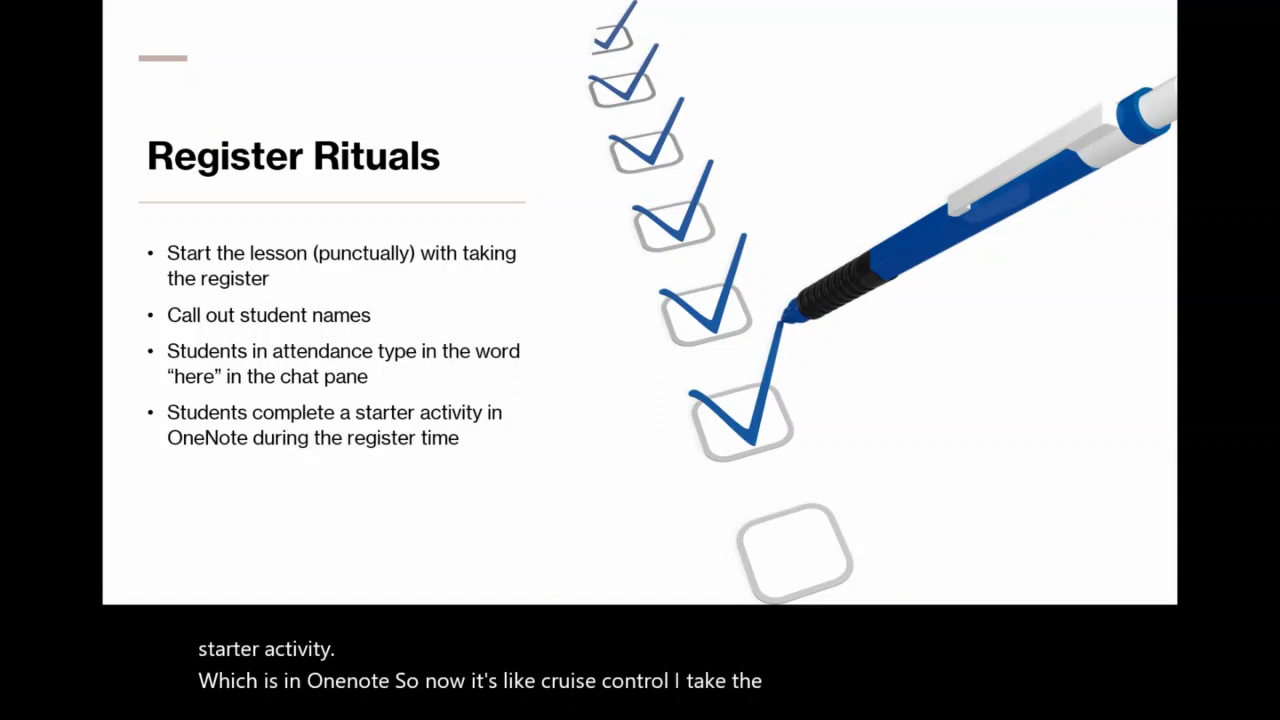 Register Rituals
• Start the lesson (punctually) with taking
the register
• Call out student names
• Students in attendance type in the word
“here” in the chat pane
• Students complete a starter activity in
OneNote during the register time
starter activity.
Which is in Onenote So now it's like cruise control I take the